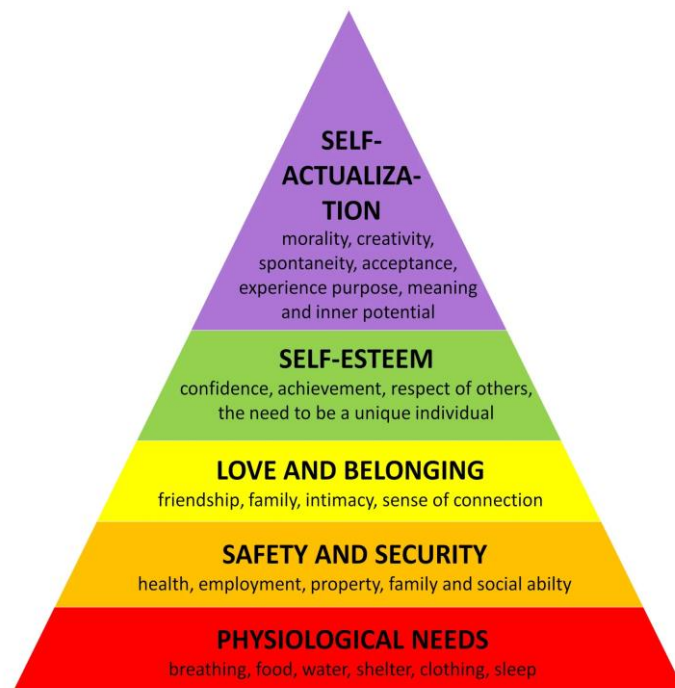 SELF-
ACTUALIZA-
TION
morality, creativity,
spontaneity, acceptance,
experience purpose, meaning
and inner potential
SELF-ESTEEM
confidence, achievement, respect of others,
the need to be a unique individual
LOVE AND BELONGING
friendship, family, intimacy, sense of connection
SAFETY AND SECURITY
health, employment, property, family and social abilty
PHYSIOLOGICAL NEEDS
breathing, food, water, shelter, clothing, sleep